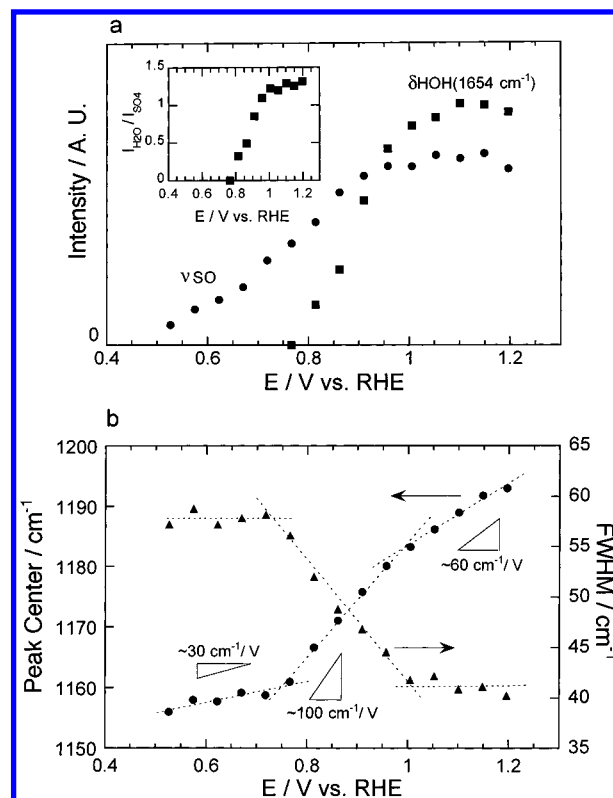 a
1.5
1
0.5
0
I_H2O / I_SO4
0.4 0.6 0.8 1.0 1.2
E / V vs. RHE
δHOH(1654 cm⁻¹)
νSO
Intensity / A. U.
0
0.4 0.6 0.8 1.0 1.2
E / V vs. RHE
b
1200
1190
1180
1170
1160
1150
Peak Center / cm⁻¹
65
60
55
50
45
40
35
FWHM / cm⁻¹
~30 cm⁻¹/ V
~100 cm⁻¹/ V
~60 cm⁻¹/ V
0.4 0.6 0.8 1.0 1.2
E / V vs. RHE